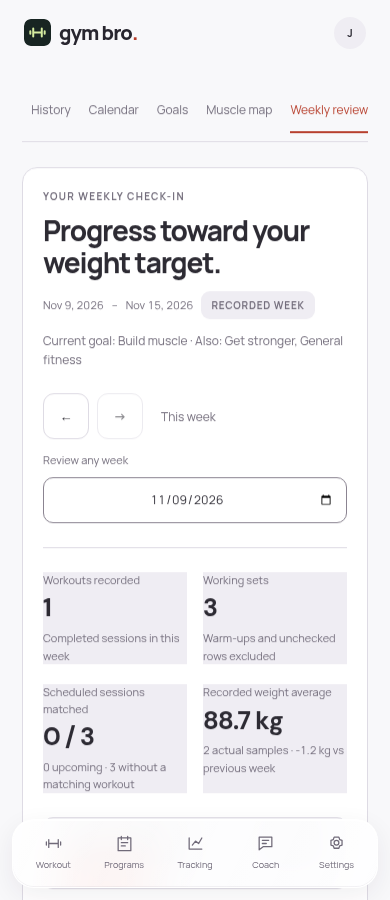 gym bro.
J
History Calendar Goals Muscle map Weekly review
YOUR WEEKLY CHECK-IN
Progress toward your
weight target.
Nov 9, 2026 – Nov 15, 2026 RECORDED WEEK
Current goal: Build muscle · Also: Get stronger, General
fitness
← → This week
Review any week
11/09/2026
Workouts recorded
1
Completed sessions in this
week
Working sets
3
Warm-ups and unchecked
rows excluded
Scheduled sessions
matched
0 / 3
0 upcoming · 3 without a
matching workout
Recorded weight average
88.7 kg
2 actual samples · -1.2 kg vs
previous week
Workout Programs Tracking Coach Settings